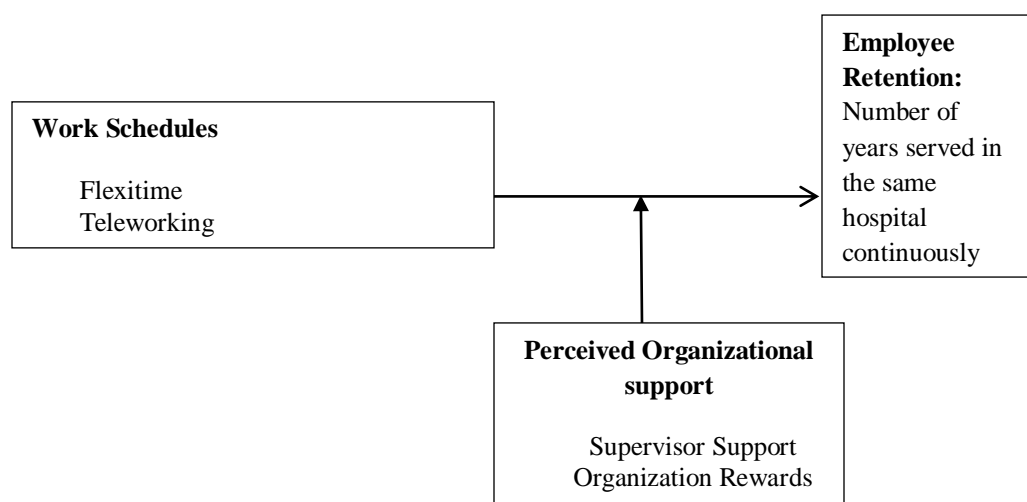 Work Schedules
Flexitime
Teleworking
Employee
Retention:
Number of
years served in
the same
hospital
continuously
Perceived Organizational
support
Supervisor Support
Organization Rewards